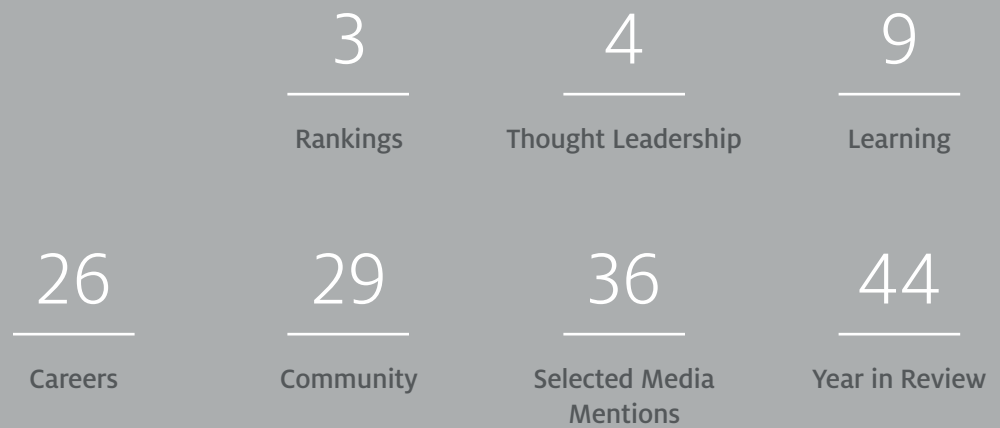 3
4
9
Rankings
Thought Leadership
Learning
26
29
36
44
Careers
Community
Selected Media
Mentions
Year in Review